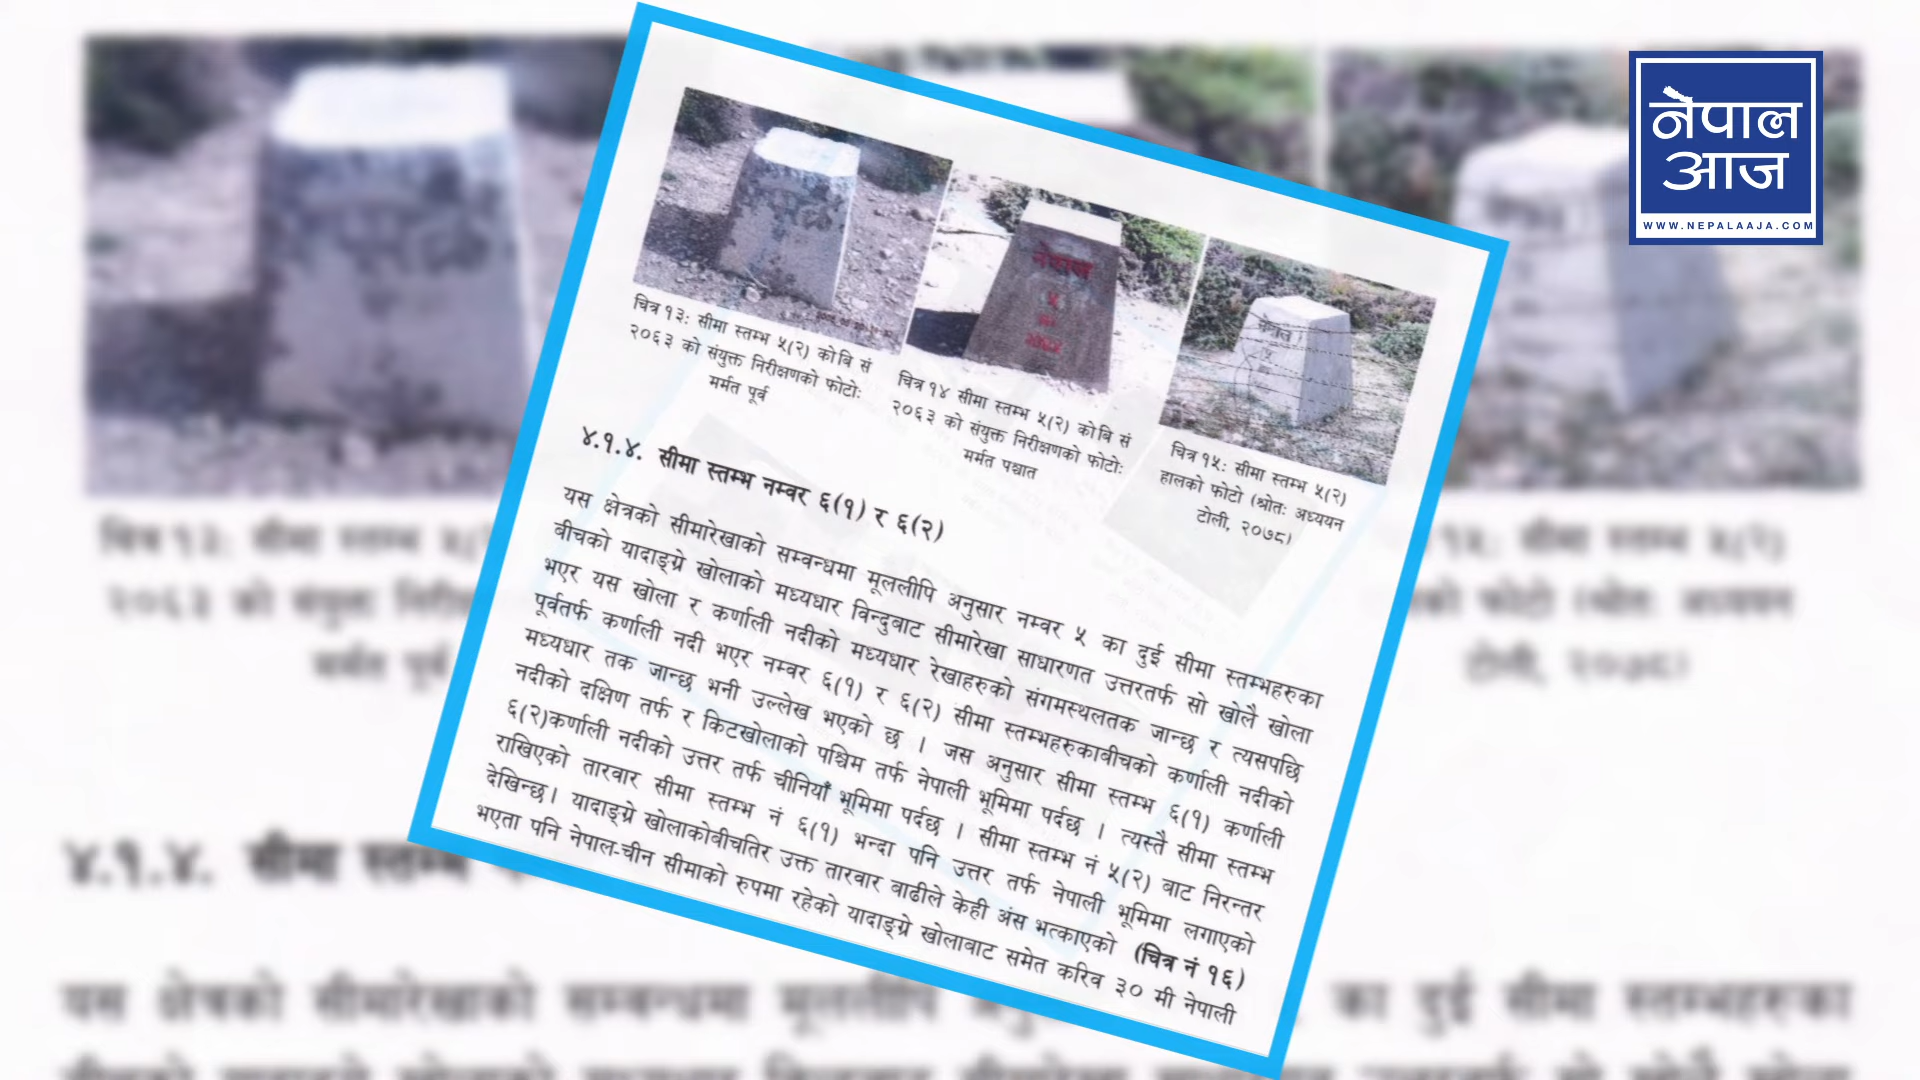 नेपाल
आज
WWW.NEPALAAJA.COM
नेपाल
५
नेपाल
५
चित्र १३: सीमा स्तम्भ ५(२) कोबि सं
२०६३ को संयुक्त निरीक्षणको फोटो:
मर्मत पूर्व
चित्र १४ सीमा स्तम्भ ५(२) कोबि सं
२०६३ को संयुक्त निरीक्षणको फोटो:
मर्मत पश्चात
चित्र १५: सीमा स्तम्भ ५(२)
हालको फोटो (श्रोत: अध्ययन
टोली, २०७८)
४.१.४. सीमा स्तम्भ नम्वर ६(१) र ६(२)
यस क्षेत्रको सीमारेखाको सम्वन्धमा मूललीपि अनुसार नम्वर ५ का दुई सीमा स्तम्भहरुका
बीचको यादाङ्ग्रे खोलाको मध्यधार विन्दुबाट सीमारेखा साधारणत उत्तरतर्फ सो खोलै खोला
भएर यस खोला र कर्णाली नदीको मध्यधार रेखाहरुको संगमस्थलतक जान्छ र त्यसपछि
पूर्वतर्फ कर्णाली नदी भएर नम्वर ६(१) र ६(२) सीमा स्तम्भहरुकाबीचको कर्णाली नदीको
मध्यधार तक जान्छ भनी उल्लेख भएको छ । जस अनुसार सीमा स्तम्भ ६(१) कर्णाली
नदीको दक्षिण तर्फ र किटखोलाको पश्चिम तर्फ नेपाली भूमिमा पर्दछ । त्यस्तै सीमा स्तम्भ
६(२)कर्णाली नदीको उत्तर तर्फ चीनियाँ भूमिमा पर्दछ । सीमा स्तम्भ नं ५(२) बाट निरन्तर
राखिएको तारवार सीमा स्तम्भ नं ६(१) भन्दा पनि उत्तर तर्फ नेपाली भूमिमा लगाएको
देखिन्छ। यादाङ्ग्रे खोलाकोबीचतिर उक्त तारवार बाढीले केही अंस भत्काएको (चित्र नं १६)
भएता पनि नेपाल-चीन सीमाको रुपमा रहेको यादाङ्ग्रे खोलाबाट समेत करिव ३० मी नेपाली